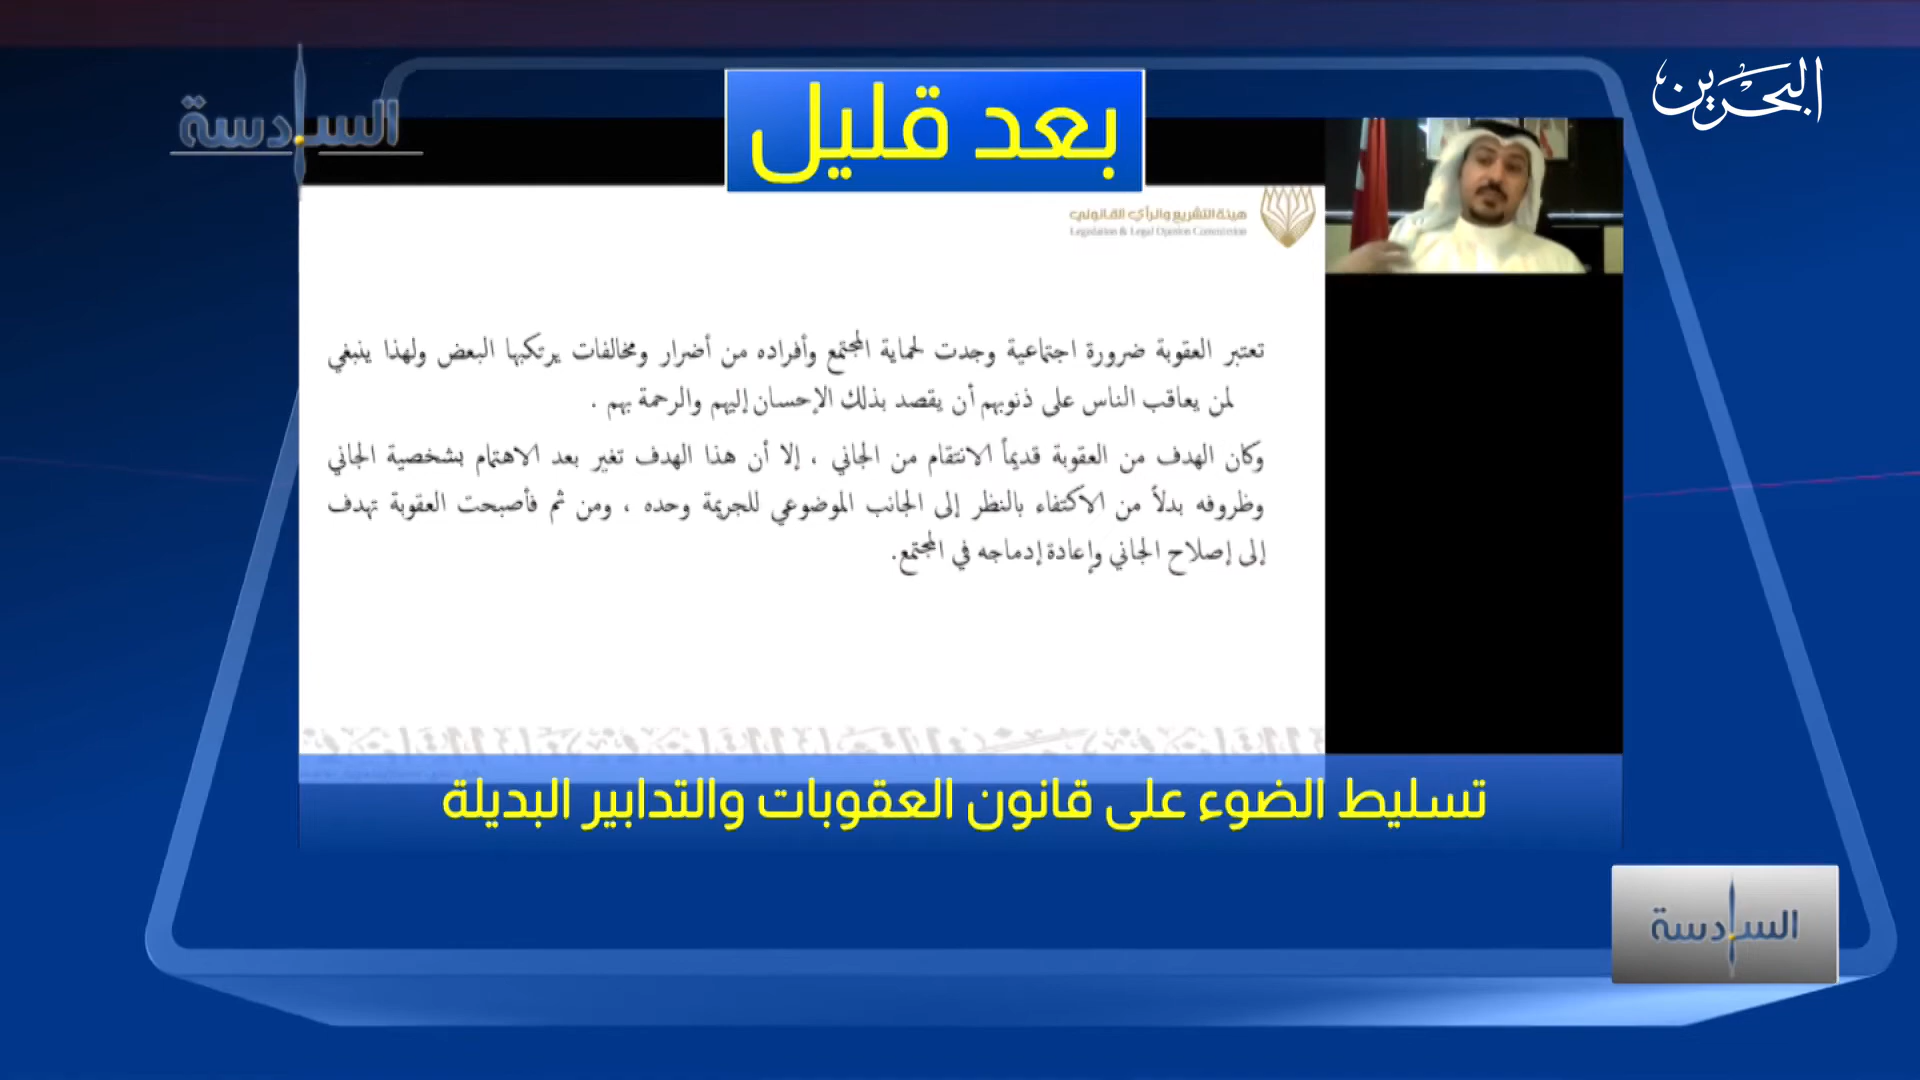 البحرين
السادسة
بعد قليل
هيئة التشريع والرأي القانوني
Legislation & Legal Opinion Commission
تعتبر العقوبة ضرورة اجتماعية وجدت لحماية المجتمع وأفراده من أضرار ومخالفات يرتكبها البعض ولهذا ينبغي
لمن يعاقب الناس على ذنوبهم أن يقصد بذلك الإحسان إليهم والرحمة بهم .
وكان الهدف من العقوبة قديماً الانتقام من الجاني ، إلا أن هذا الهدف تغير بعد الاهتمام بشخصية الجاني
وظروفه بدلاً من الاكتفاء بالنظر إلى الجانب الموضوعي للجريمة وحده ، ومن ثم فأصبحت العقوبة تهدف
إلى إصلاح الجاني وإعادة إدماجه في المجتمع.
تسليط الضوء على قانون العقوبات والتدابير البديلة
السادسة